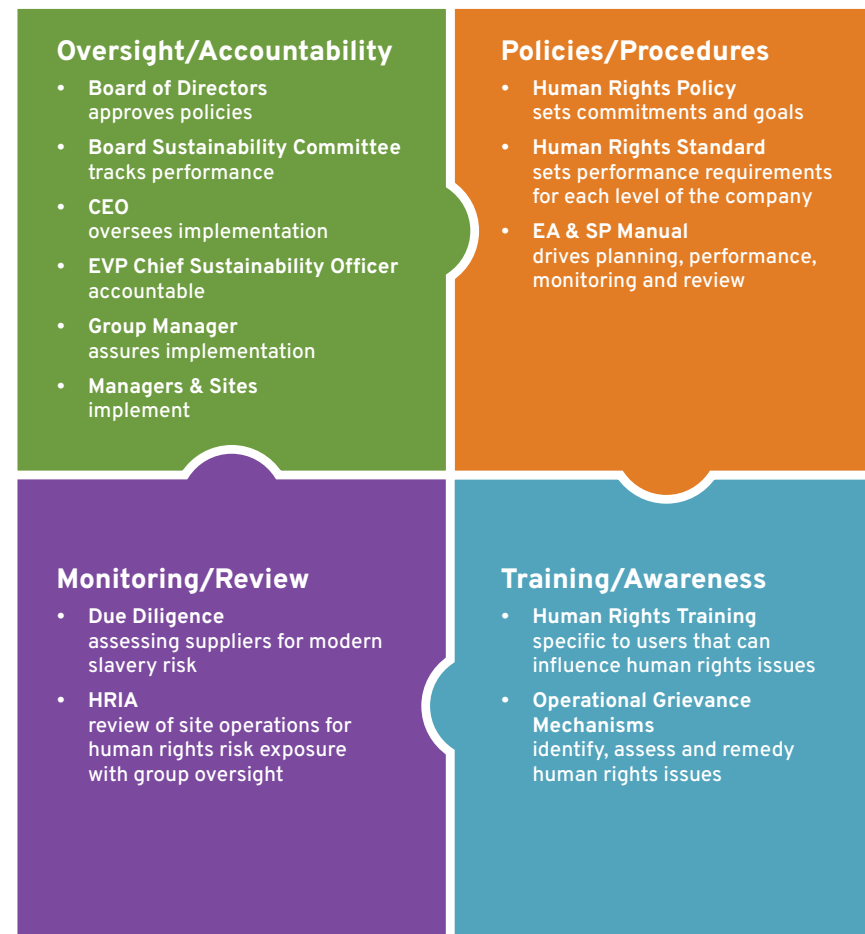 Oversight/Accountability
• Board of Directors
approves policies
• Board Sustainability Committee
tracks performance
• CEO
oversees implementation
• EVP Chief Sustainability Officer
accountable
• Group Manager
assures implementation
• Managers & Sites
implement
Policies/Procedures
• Human Rights Policy
sets commitments and goals
• Human Rights Standard
sets performance requirements
for each level of the company
• EA & SP Manual
drives planning, performance,
monitoring and review
Monitoring/Review
• Due Diligence
assessing suppliers for modern
slavery risk
• HRIA
review of site operations for
human rights risk exposure
with group oversight
Training/Awareness
• Human Rights Training
specific to users that can
influence human rights issues
• Operational Grievance
Mechanisms
identify, assess and remedy
human rights issues